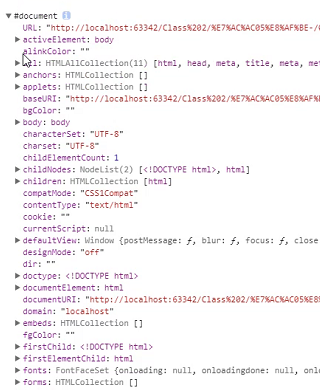 ▼ #document
URL: "http://localhost:63342/Class%202/%E7%AC%AC05%E8%AF%BE-/
▶ activeElement: body
alinkColor: ""
▶ all: HTMLAllCollection(11) [html, head, meta, title, meta, me
▶ anchors: HTMLCollection []
▶ applets: HTMLCollection []
baseURI: "http://localhost:63342/Class%202/%E7%AC%AC05%E8%AF%
bgColor: ""
▶ body: body
characterSet: "UTF-8"
charset: "UTF-8"
childElementCount: 1
▶ childNodes: NodeList(2) [<!DOCTYPE html>, html]
▶ children: HTMLCollection [html]
compatMode: "CSS1Compat"
contentType: "text/html"
cookie: ""
currentScript: null
▶ defaultView: Window {postMessage: ƒ, blur: ƒ, focus: ƒ, close
designMode: "off"
dir: ""
▶ doctype: <!DOCTYPE html>
▶ documentElement: html
documentURI: "http://localhost:63342/Class%202/%E7%AC%AC05%E8
domain: "localhost"
▶ embeds: HTMLCollection []
fgColor: ""
▶ firstChild: <!DOCTYPE html>
▶ firstElementChild: html
▶ fonts: FontFaceSet {onloading: null, onloadingdone: null, onl
▶ forms: HTMLCollection []